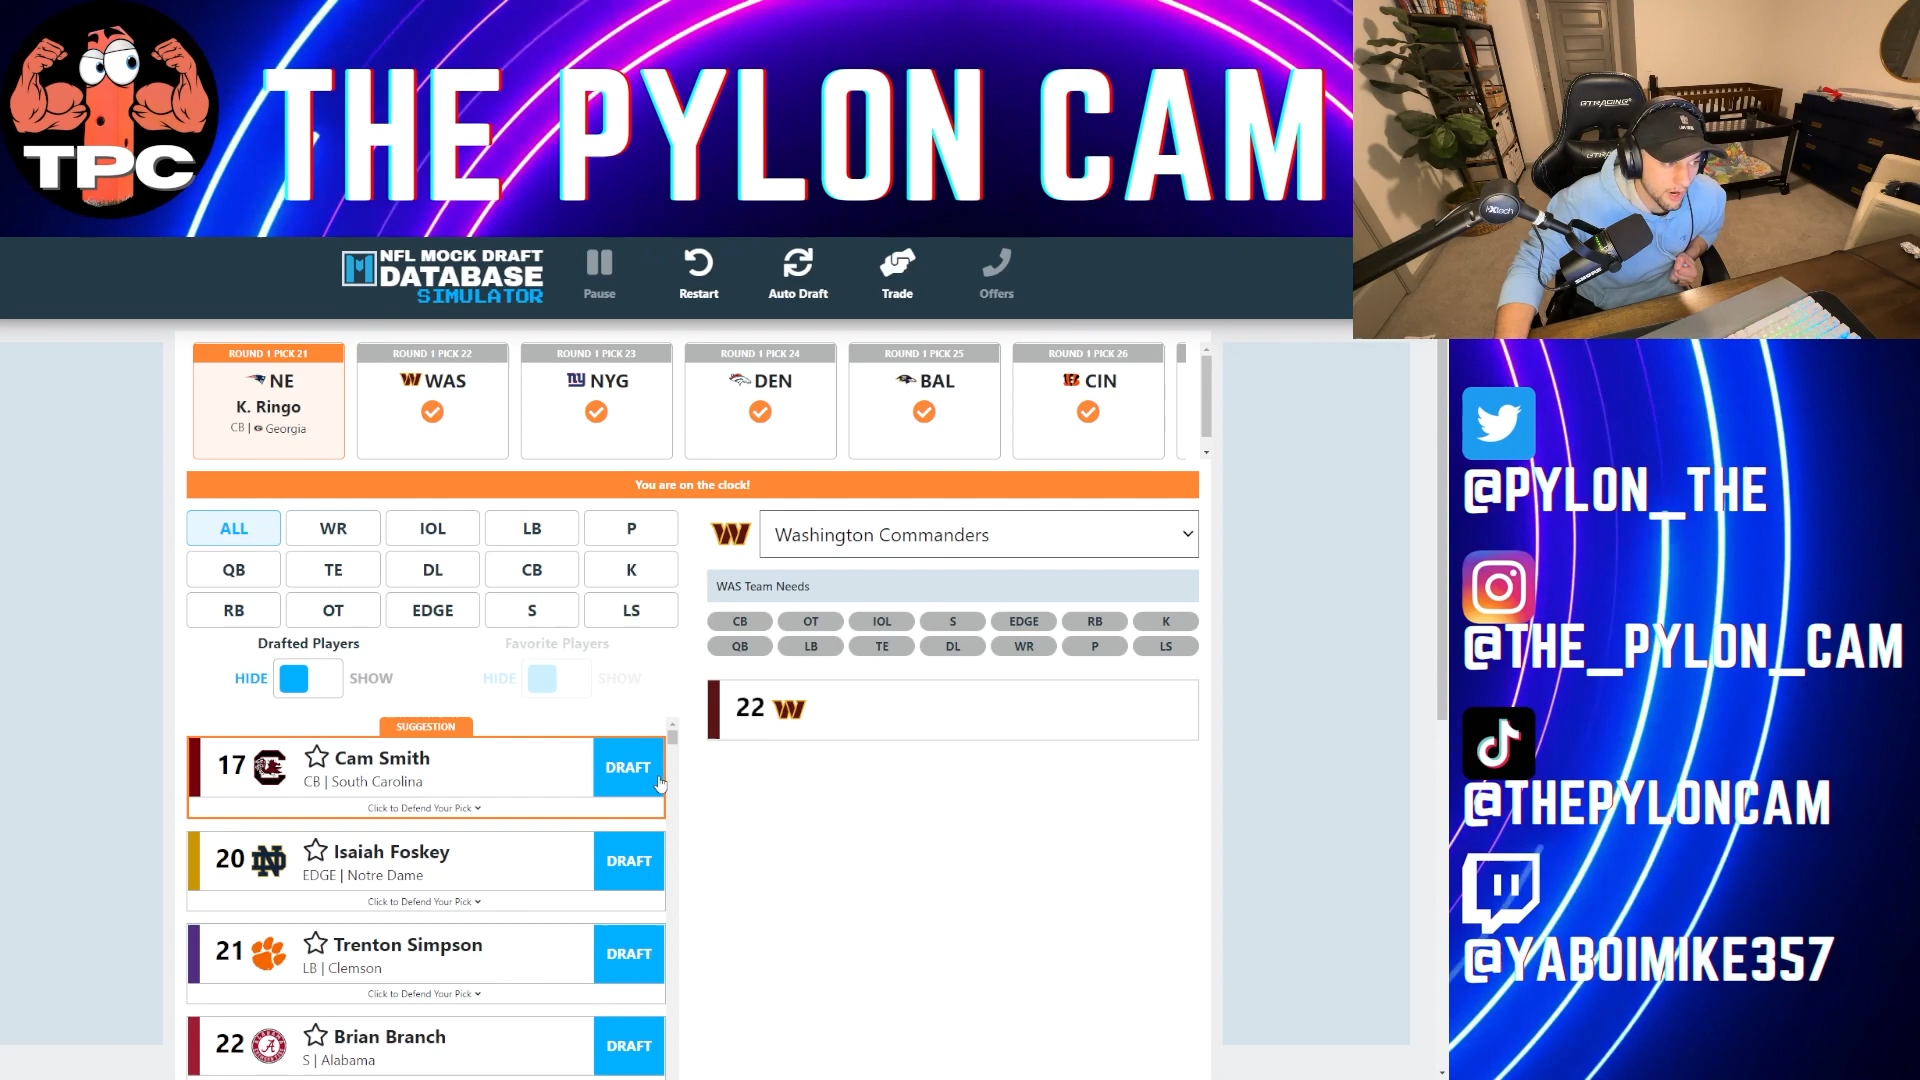 TPC
THE PYLON CAM
NFL MOCK DRAFT
DATABASE
SIMULATOR
Pause
Restart
Auto Draft
Trade
Offers
ROUND 1 PICK 21
NE
K. Ringo
CB | Georgia
ROUND 1 PICK 22
WAS
ROUND 1 PICK 23
NYG
ROUND 1 PICK 24
DEN
ROUND 1 PICK 25
BAL
ROUND 1 PICK 26
CIN
You are on the clock!
ALL WR IOL LB P
QB TE DL CB K
RB OT EDGE S LS
Drafted Players
HIDE SHOW
Favorite Players
HIDE SHOW
Washington Commanders
WAS Team Needs
CB OT IOL S EDGE RB K
QB LB TE DL WR P LS
22
SUGGESTION
17 Cam Smith
CB | South Carolina
DRAFT
Click to Defend Your Pick
20 Isaiah Foskey
EDGE | Notre Dame
DRAFT
Click to Defend Your Pick
21 Trenton Simpson
LB | Clemson
DRAFT
Click to Defend Your Pick
22 Brian Branch
S | Alabama
DRAFT
GTRACING
@PYLON_THE
@THE_PYLON_CAM
@THEPYLONCAM
@YABOIMIKE357